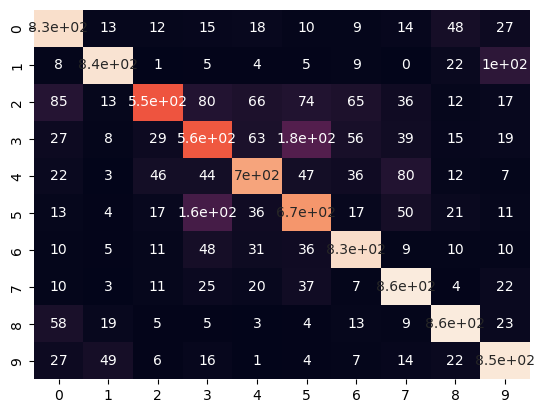 0 8.3e+02 13 12 15 18 10 9 14 48 27
1 8 8.4e+02 1 5 4 5 9 0 22 1e+02
2 85 13 5.5e+02 80 66 74 65 36 12 17
3 27 8 29 5.6e+02 63 1.8e+02 56 39 15 19
4 22 3 46 44 7e+02 47 36 80 12 7
5 13 4 17 1.6e+02 36 6.7e+02 17 50 21 11
6 10 5 11 48 31 36 8.3e+02 9 10 10
7 10 3 11 25 20 37 7 8.6e+02 4 22
8 58 19 5 5 3 4 13 9 8.6e+02 23
9 27 49 6 16 1 4 7 14 22 8.5e+02
0 1 2 3 4 5 6 7 8 9